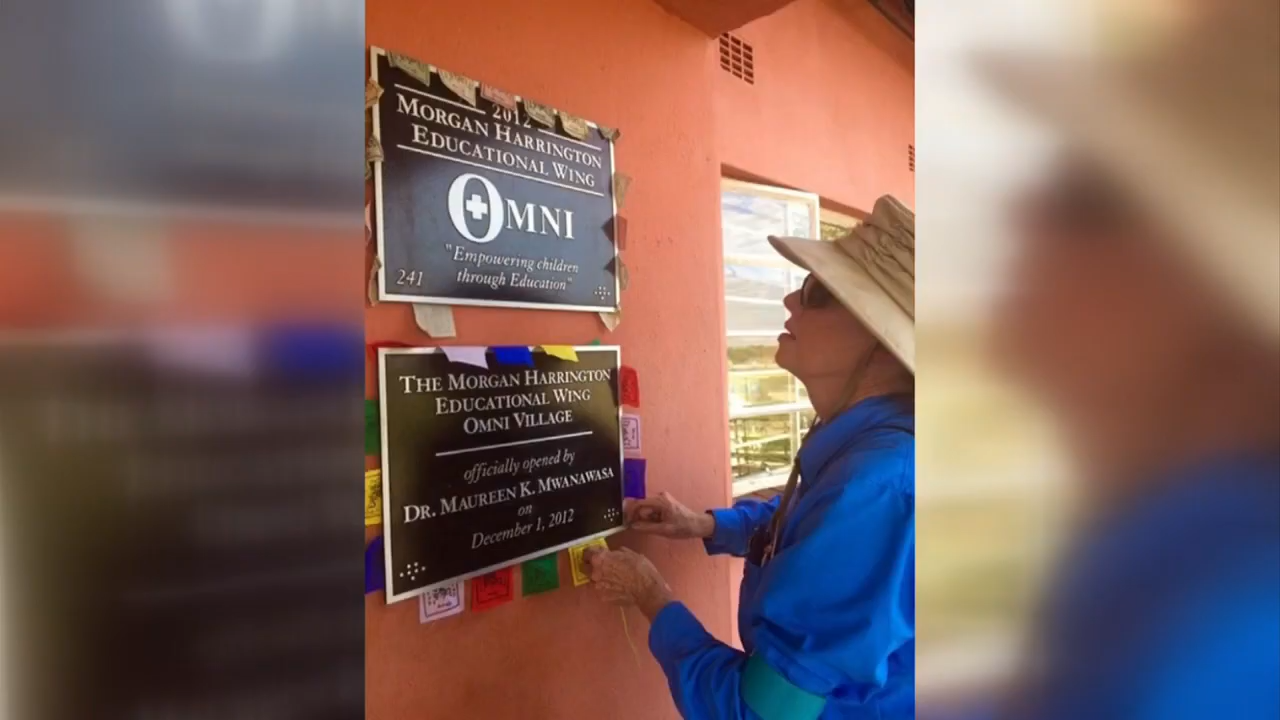 2012
MORGAN HARRINGTON
EDUCATIONAL WING
OMNI
"Empowering children
through Education"
241
THE MORGAN HARRINGTON
EDUCATIONAL WING
OMNI VILLAGE
officially opened by
DR. MAUREEN K. MWANAWASA
on
December 1, 2012